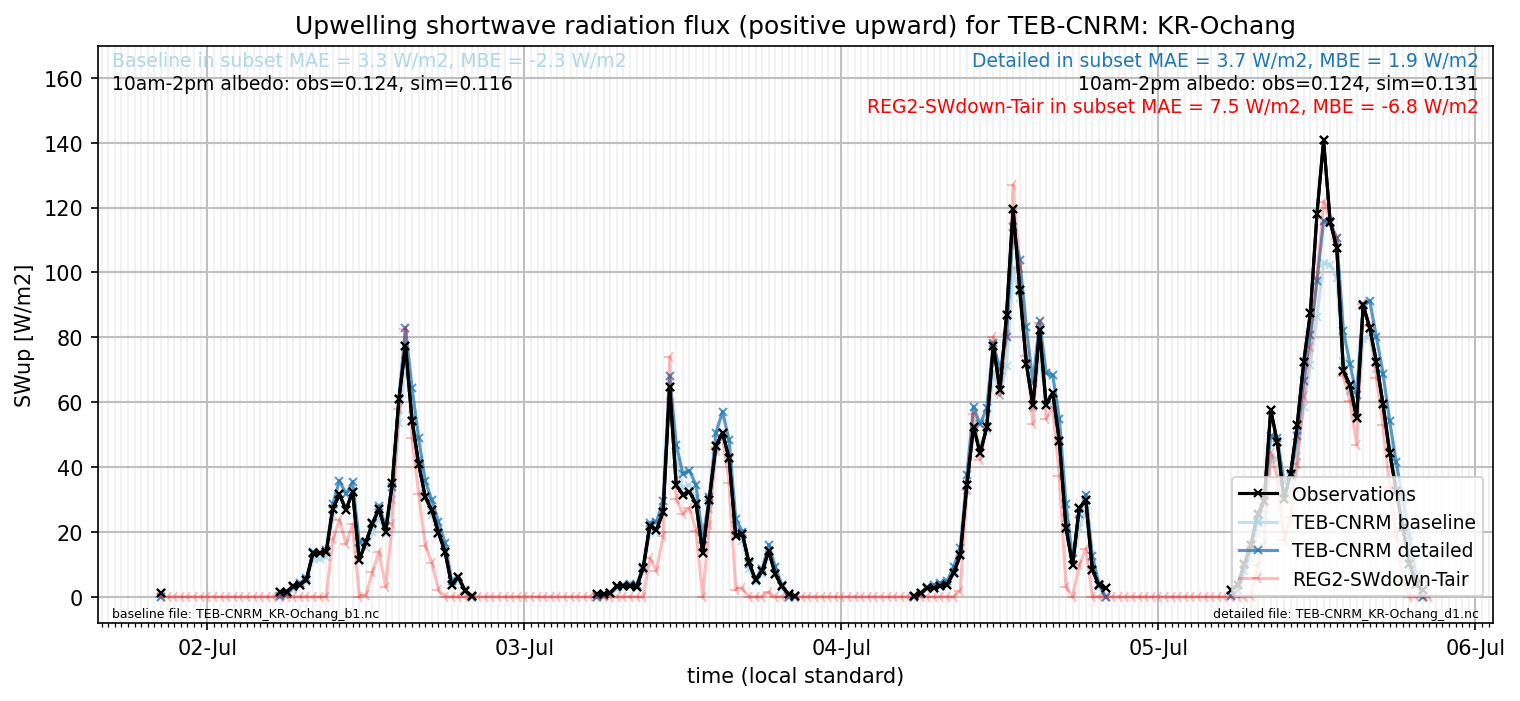 Upwelling shortwave radiation flux (positive upward) for TEB-CNRM: KR-Ochang
Baseline in subset MAE = 3.3 W/m2, MBE = -2.3 W/m2
10am-2pm albedo: obs=0.124, sim=0.116
Detailed in subset MAE = 3.7 W/m2, MBE = 1.9 W/m2
10am-2pm albedo: obs=0.124, sim=0.131
REG2-SWdown-Tair in subset MAE = 7.5 W/m2, MBE = -6.8 W/m2
SWup [W/m2]
160
140
120
100
80
60
40
20
0
Observations
TEB-CNRM baseline
TEB-CNRM detailed
REG2-SWdown-Tair
baseline file: TEB-CNRM_KR-Ochang_b1.nc
detailed file: TEB-CNRM_KR-Ochang_d1.nc
02-Jul
03-Jul
04-Jul
05-Jul
06-Jul
time (local standard)